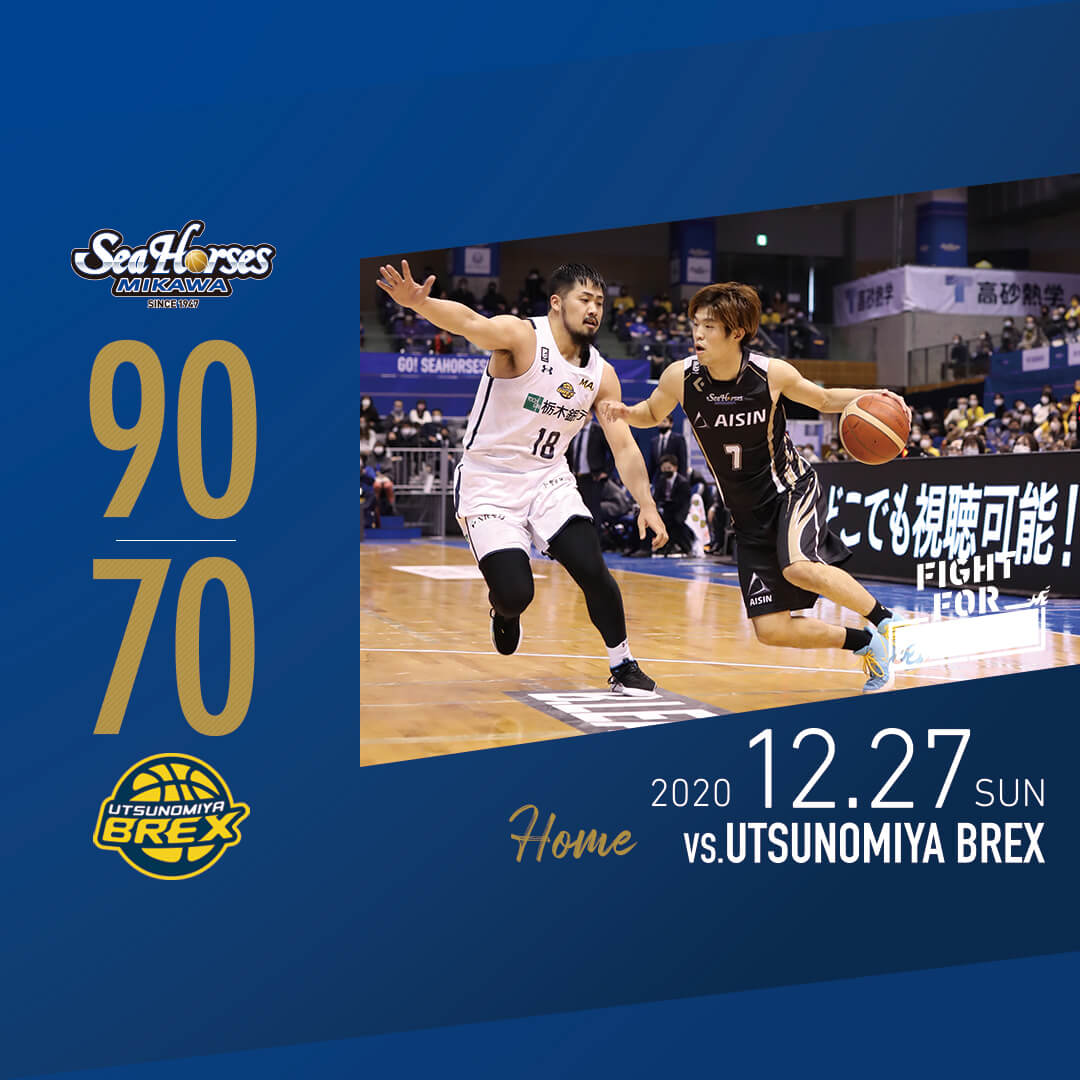 SeaHorses
MIKAWA
SINCE 1947
90
70
UTSUNOMIYA
BREX
GO! SEAHORSES!
高砂熱学
栃木銀行
18
SeaHorses
AISIN
7
AISIN
どこでも視聴可能!
FIGHT
FOR
2020 12.27 SUN
Home vs.UTSUNOMIYA BREX